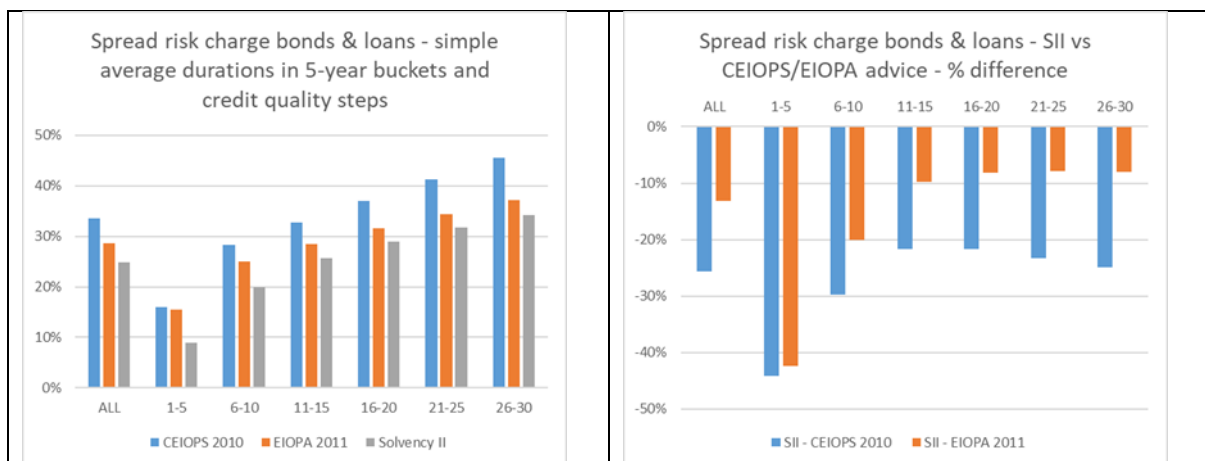 Spread risk charge bonds & loans - simple
average durations in 5-year buckets and
credit quality steps
50%
40%
30%
20%
10%
0%
ALL 1-5 6-10 11-15 16-20 21-25 26-30
CEIOPS 2010 EIOPA 2011 Solvency II
Spread risk charge bonds & loans - SII vs
CEIOPS/EIOPA advice - % difference
ALL 1-5 6-10 11-15 16-20 21-25 26-30
0%
-10%
-20%
-30%
-40%
-50%
SII - CEIOPS 2010 SII - EIOPA 2011